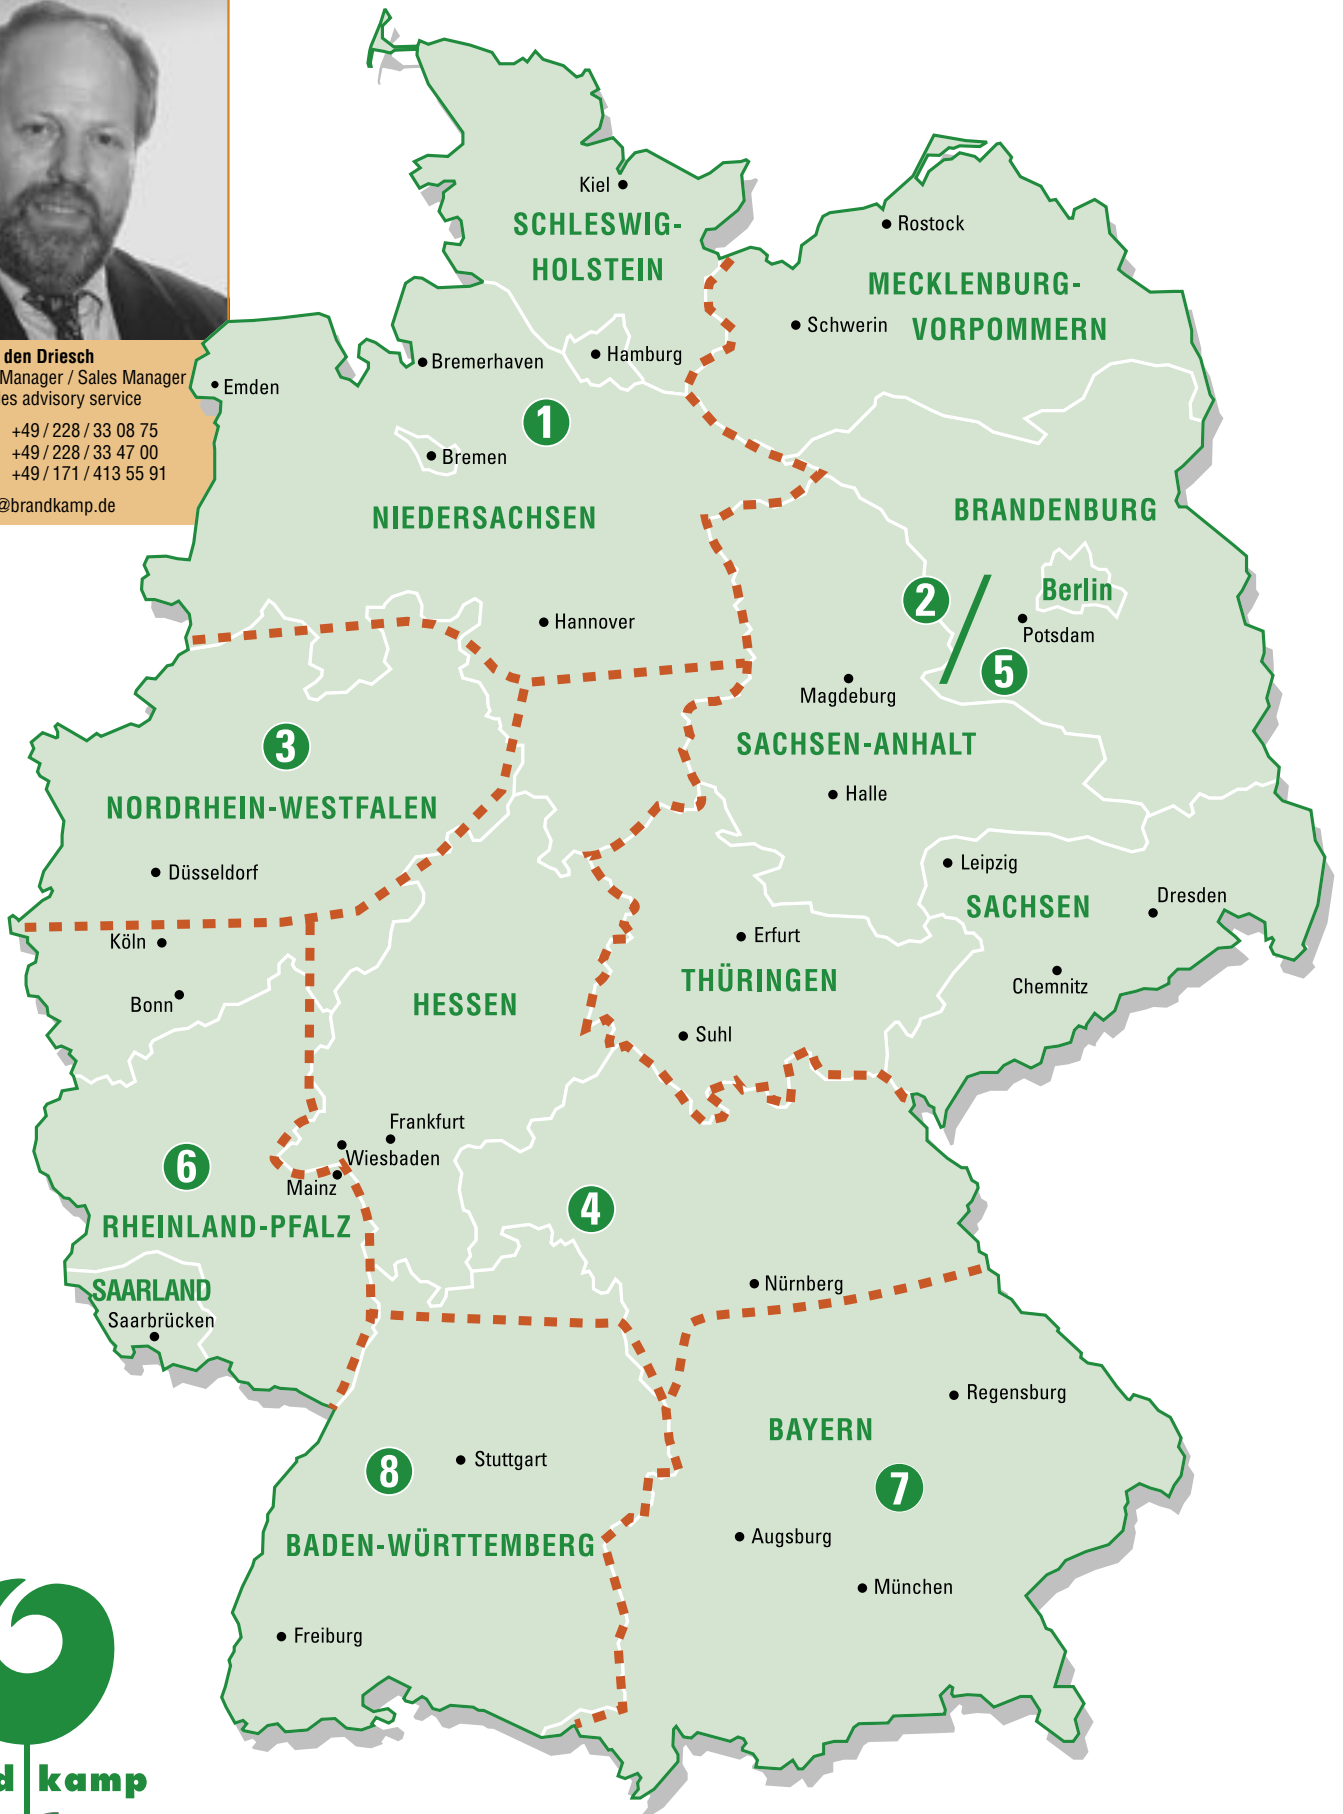 den Driesch
Manager / Sales Manager
advisory service
+49 / 228 / 33 08 75
+49 / 228 / 33 47 00
+49 / 171 / 413 55 91
@brandkamp.de
Kiel
SCHLESWIG-
HOLSTEIN
Rostock
MECKLENBURG-
VORPOMMERN
Schwerin
Hamburg
Bremerhaven
Emden
1
Bremen
NIEDERSACHSEN
BRANDENBURG
2
Berlin
Hannover
Potsdam
5
Magdeburg
3
SACHSEN-ANHALT
NORDRHEIN-WESTFALEN
Halle
Düsseldorf
Leipzig
SACHSEN
Dresden
Köln
Erfurt
THÜRINGEN
Chemnitz
Bonn
HESSEN
Suhl
Frankfurt
Wiesbaden
6
Mainz
4
RHEINLAND-PFALZ
SAARLAND
Nürnberg
Saarbrücken
Regensburg
BAYERN
Stuttgart
8
7
BADEN-WÜRTTEMBERG
Augsburg
München
Freiburg
kamp